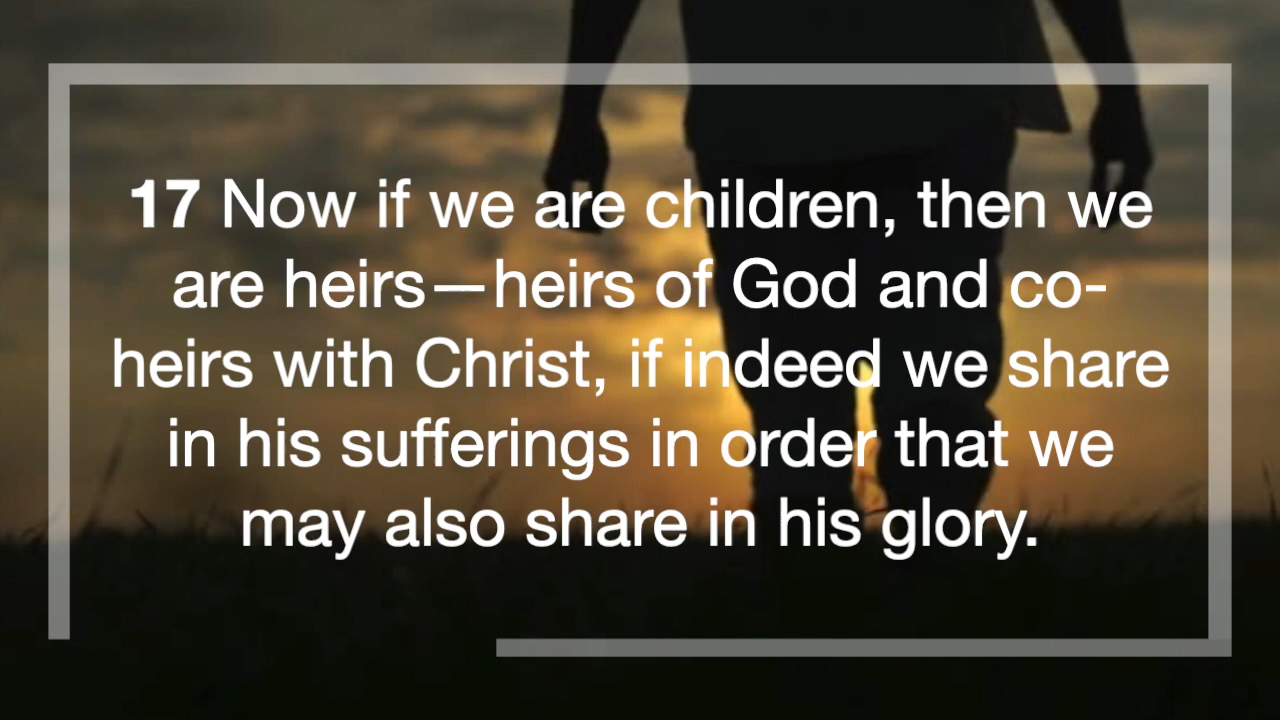 17 Now if we are children, then we
are heirs—heirs of God and co-
heirs with Christ, if indeed we share
in his sufferings in order that we
may also share in his glory.